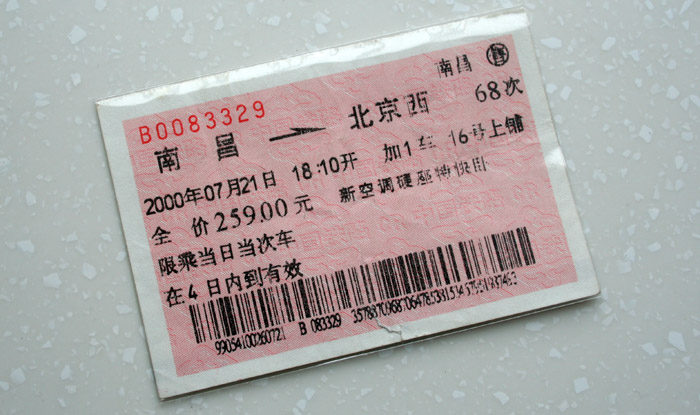 南昌 售
B0083329
南 昌 北京西 68次
2000年07月21日 18:10开 加1车 16号上铺
全 价259.00元 新空调硬座特快卧
限乘当日当次车
在4日内到有效
99054100260721 B 083329